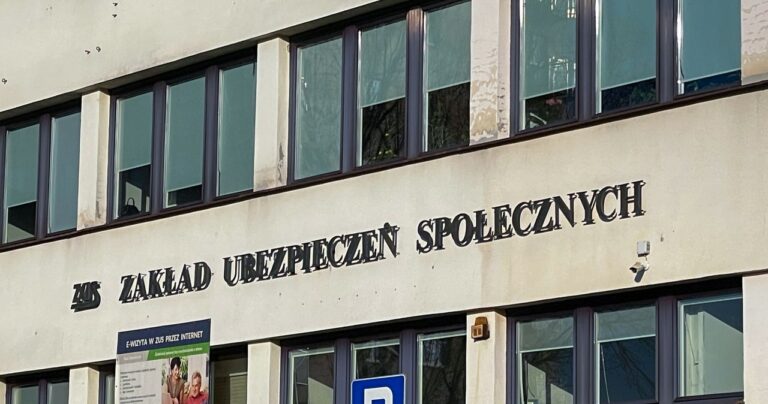 ZUS ZAKŁAD UBEZPIECZEŃ SPOŁECZNYCH
E-WIZYTA W ZUS PRZEZ INTERNET
P